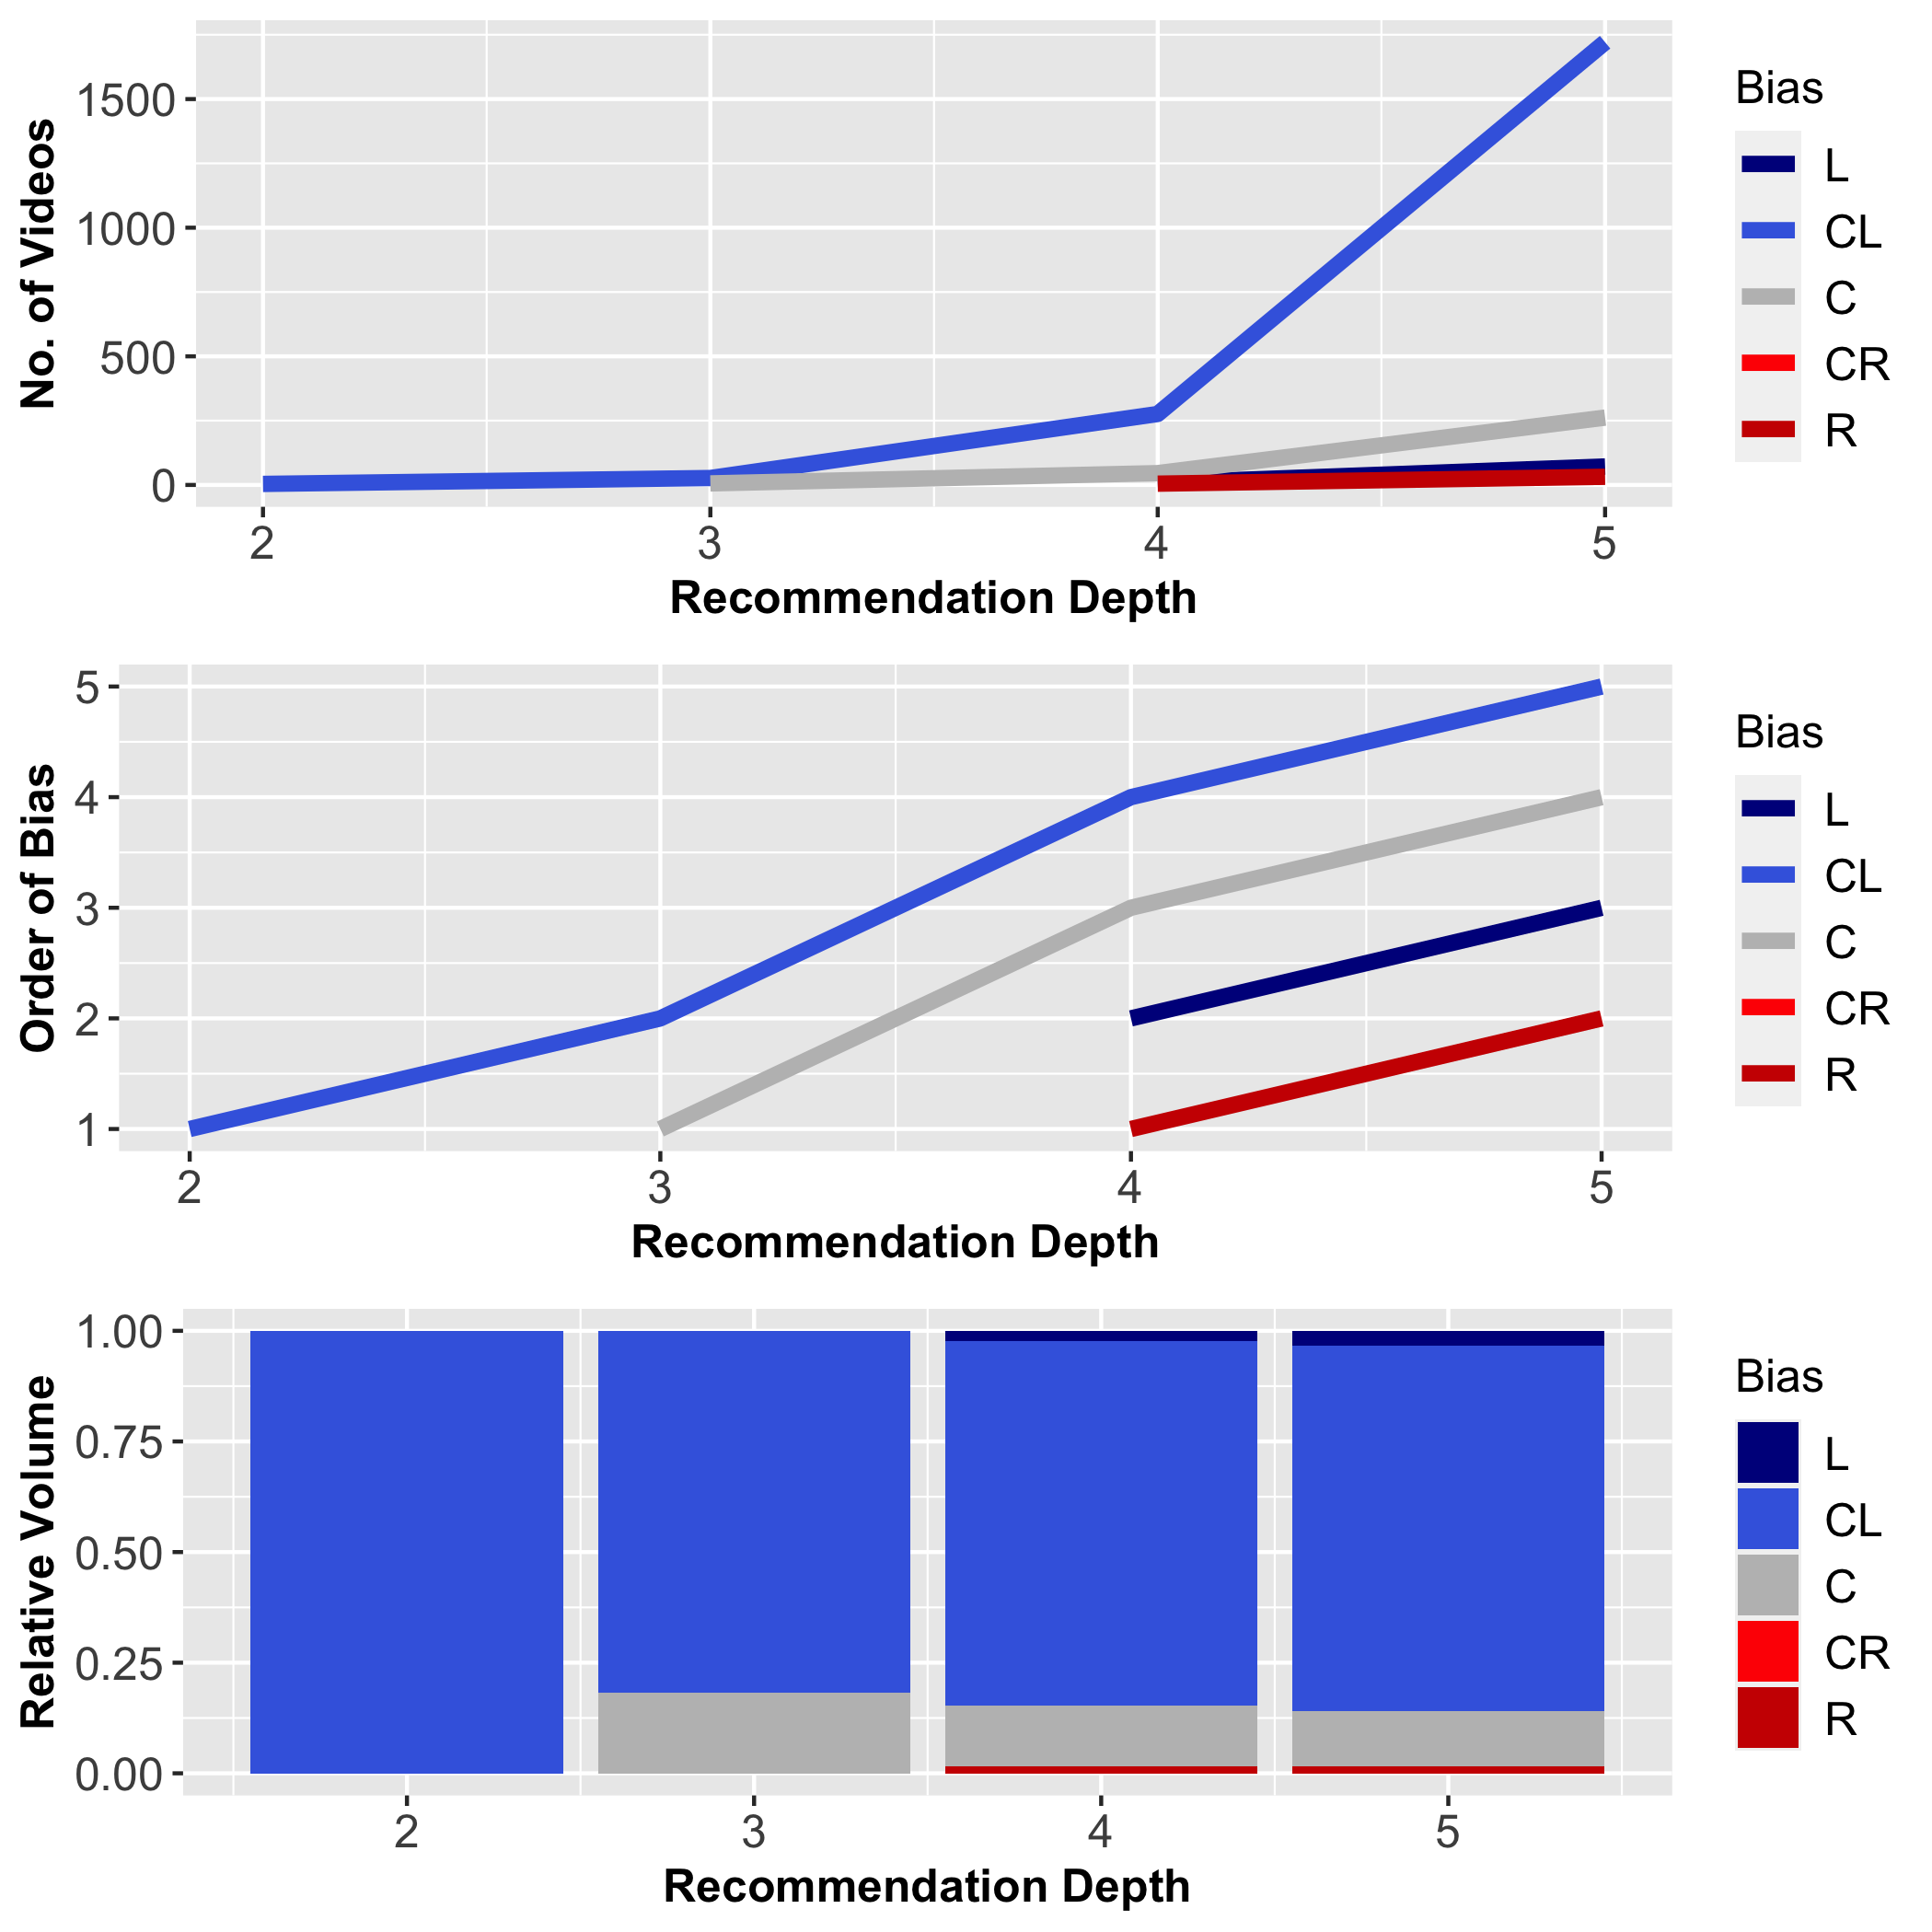 No. of Videos
1500
1000
500
0
2 3 4 5
Recommendation Depth
Bias
L
CL
C
CR
R
Order of Bias
5
4
3
2
1
2 3 4 5
Recommendation Depth
Bias
L
CL
C
CR
R
Relative Volume
1.00
0.75
0.50
0.25
0.00
2 3 4 5
Recommendation Depth
Bias
L
CL
C
CR
R